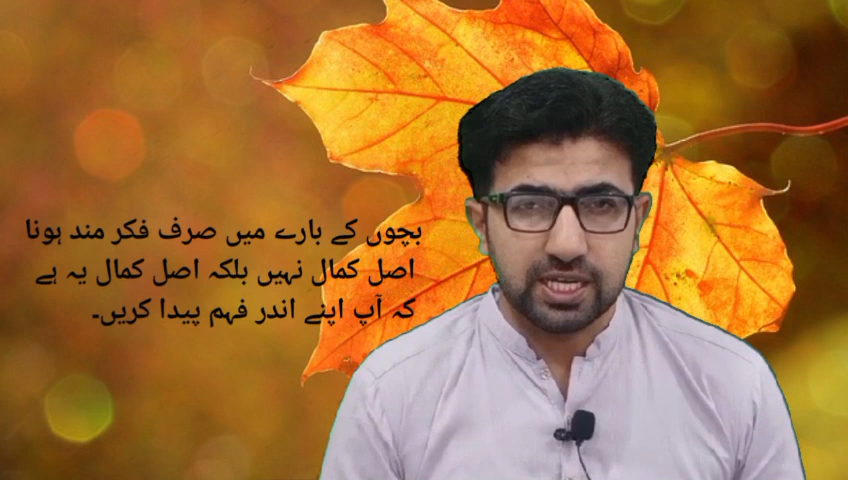 بچوں کے بارے میں صرف فکر مند ہونا
اصل کمال نہیں بلکہ اصل کمال یہ ہے
کہ آپ اپنے اندر فہم پیدا کریں۔